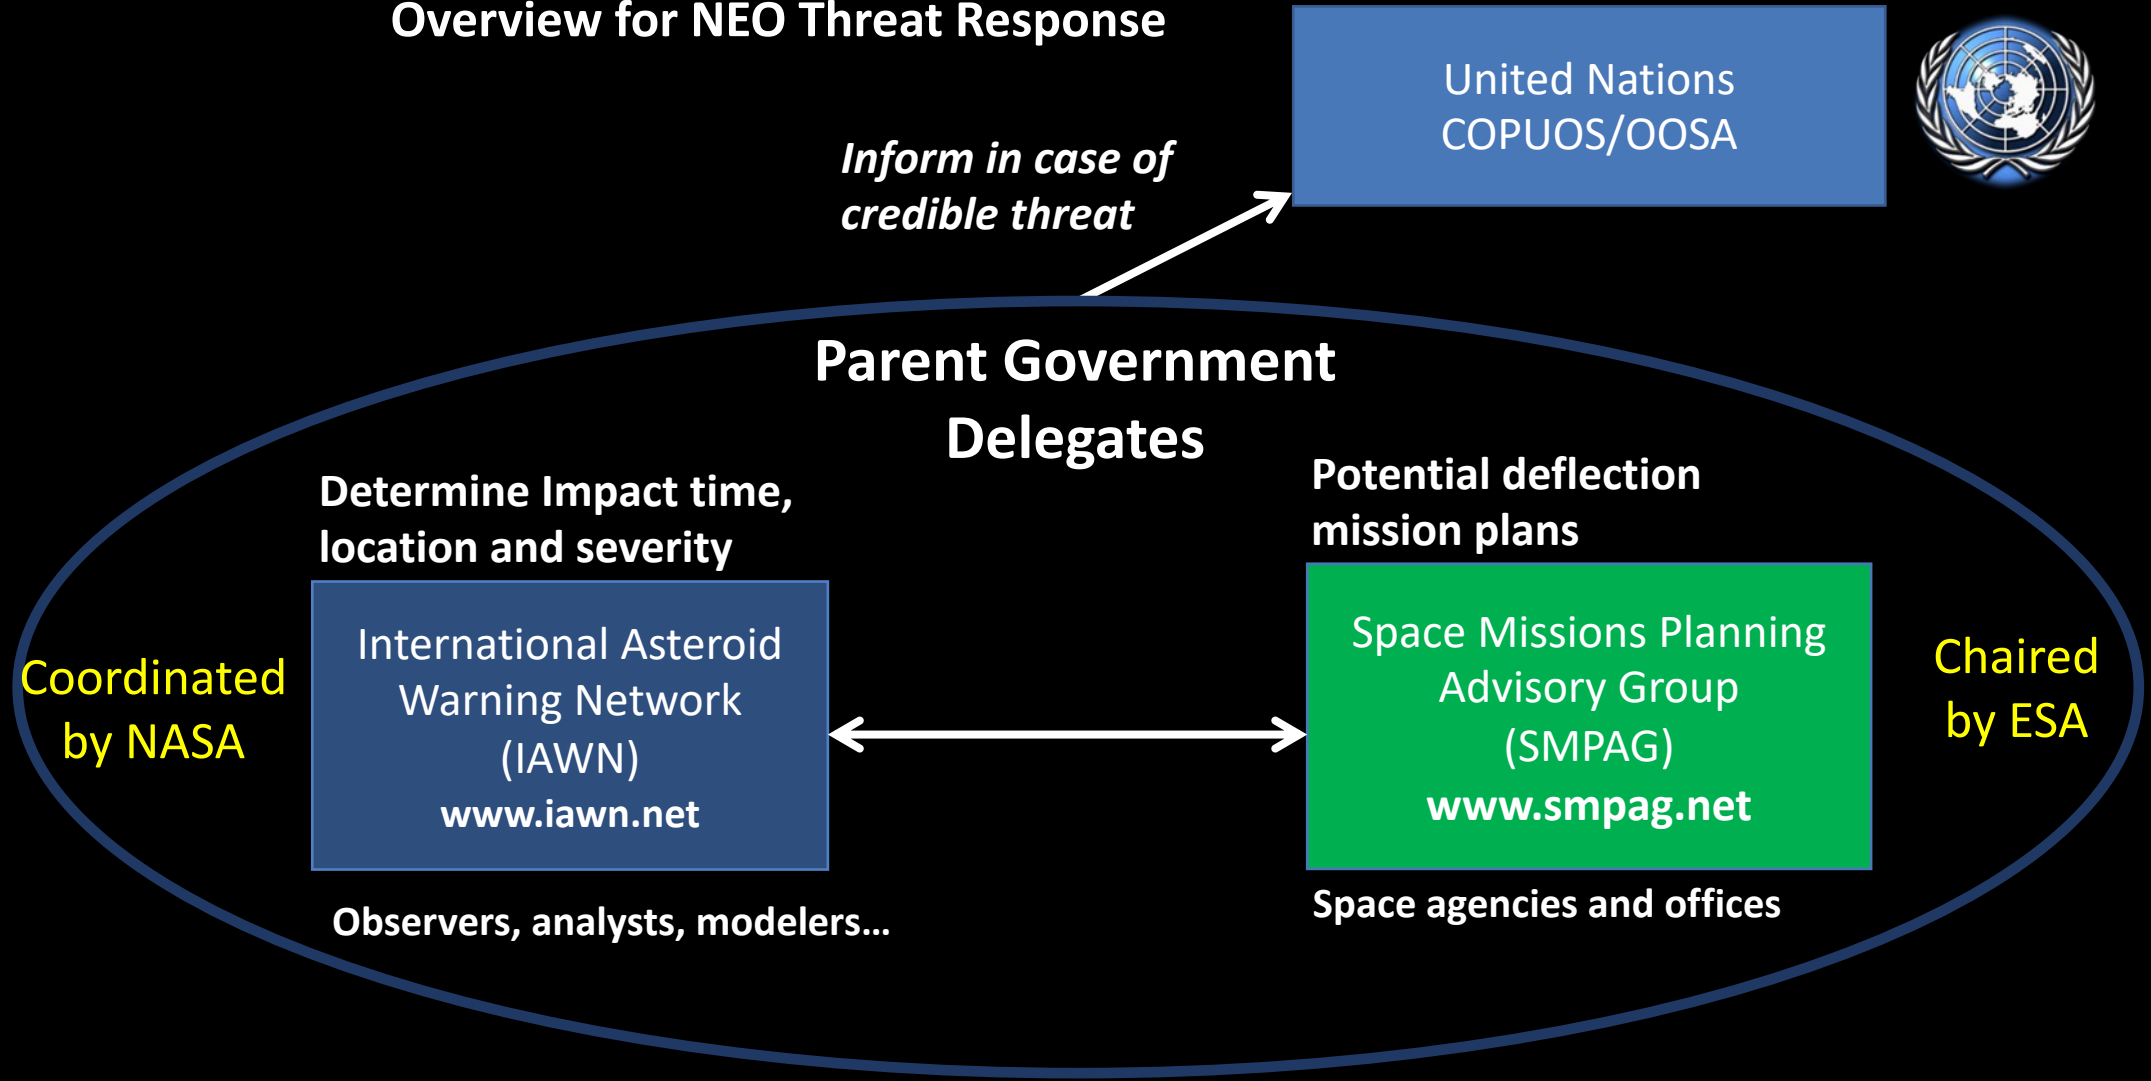 Overview for NEO Threat Response
United Nations
COPUOS/OOSA
Inform in case of
credible threat
Parent Government
Delegates
Determine Impact time,
location and severity
Potential deflection
mission plans
Coordinated
by NASA
International Asteroid
Warning Network
(IAWN)
www.iawn.net
Space Missions Planning
Advisory Group
(SMPAG)
www.smpag.net
Chaired
by ESA
Observers, analysts, modelers…
Space agencies and offices